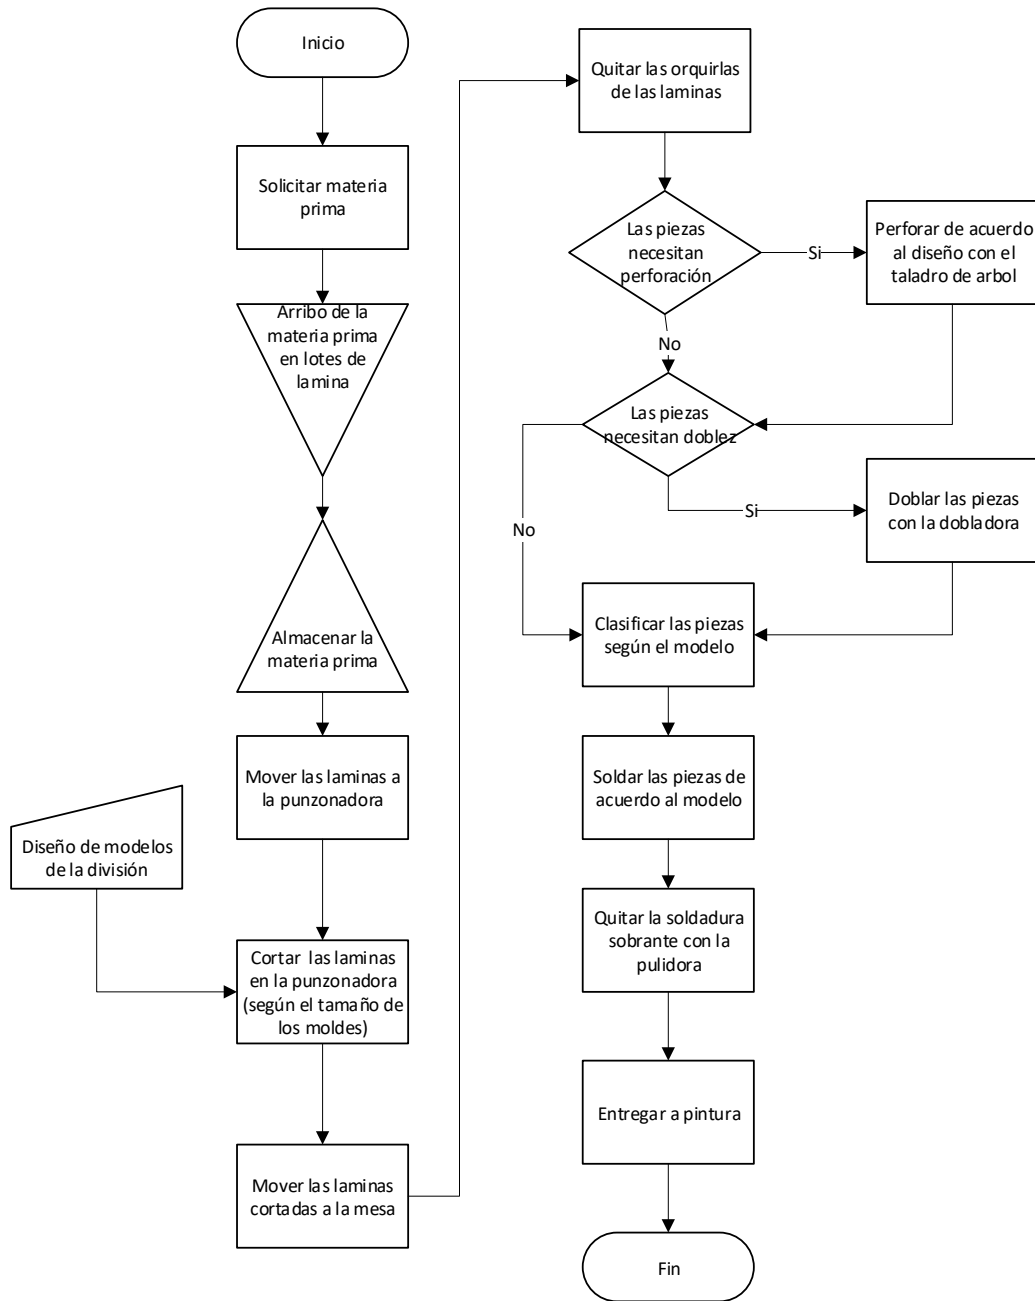 Inicio
Solicitar materia
prima
Arribo de la
materia prima
en lotes de
lamina
Almacenar la
materia prima
Mover las laminas a
la punzonadora
Diseño de modelos
de la división
Cortar las laminas
en la punzonadora
(según el tamaño de
los moldes)
Mover las laminas
cortadas a la mesa
Quitar las orquirlas
de las laminas
Las piezas
necesitan
perforación
Si
Perforar de acuerdo
al diseño con el
taladro de arbol
No
Las piezas
necesitan doblez
Si
Doblar las piezas
con la dobladora
No
Clasificar las piezas
según el modelo
Soldar las piezas de
acuerdo al modelo
Quitar la soldadura
sobrante con la
pulidora
Entregar a pintura
Fin